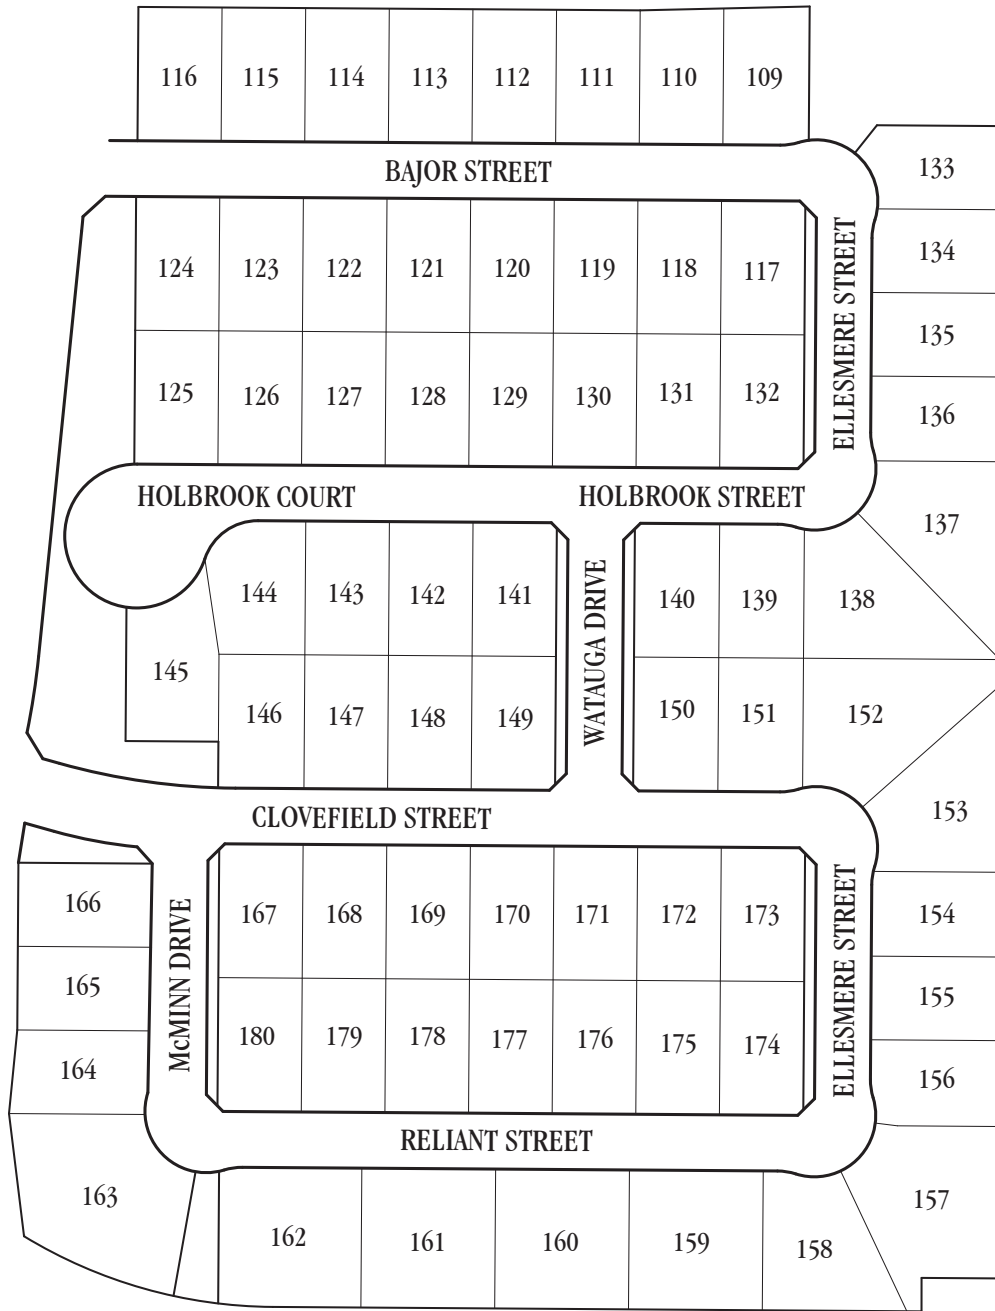 116 115 114 113 112 111 110 109
BAJOR STREET
133
134
135
136
124 123 122 121 120 119 118 117
ELLESMERE STREET
125 126 127 128 129 130 131 132
HOLBROOK COURT
HOLBROOK STREET
137
144 143 142 141
WATAUGA DRIVE
140 139 138
145
146 147 148 149
150 151 152
CLOVEFIELD STREET
153
166
165
164
McMINN DRIVE
167 168 169 170 171 172 173
ELLESMERE STREET
154
155
156
180 179 178 177 176 175 174
RELIANT STREET
163
162 161 160 159 158
157